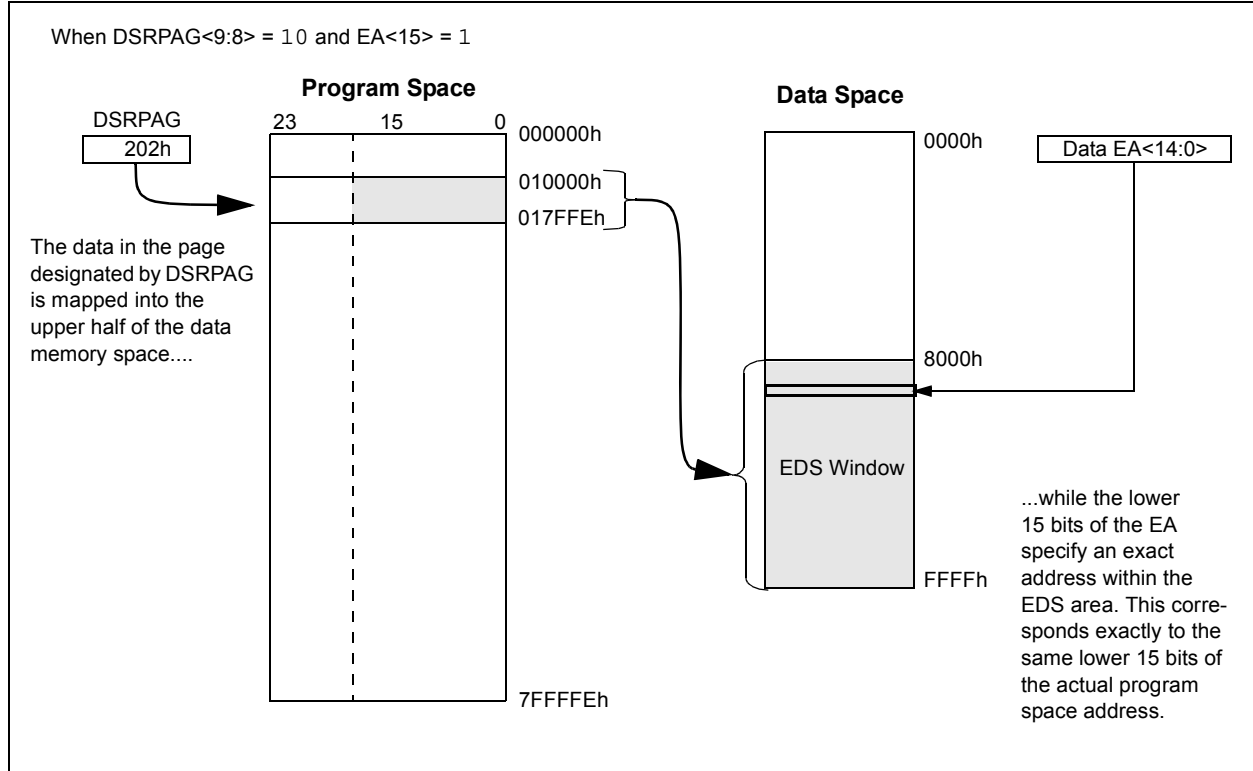 When DSRPAG<9:8> = 10 and EA<15> = 1
Program Space
Data Space
DSRPAG
202h
23 15 0
000000h
010000h
017FFEh
7FFFFEh
The data in the page
designated by DSRPAG
is mapped into the
upper half of the data
memory space....
0000h
8000h
EDS Window
FFFFh
Data EA<14:0>
...while the lower
15 bits of the EA
specify an exact
address within the
EDS area. This corre-
sponds exactly to the
same lower 15 bits of
the actual program
space address.